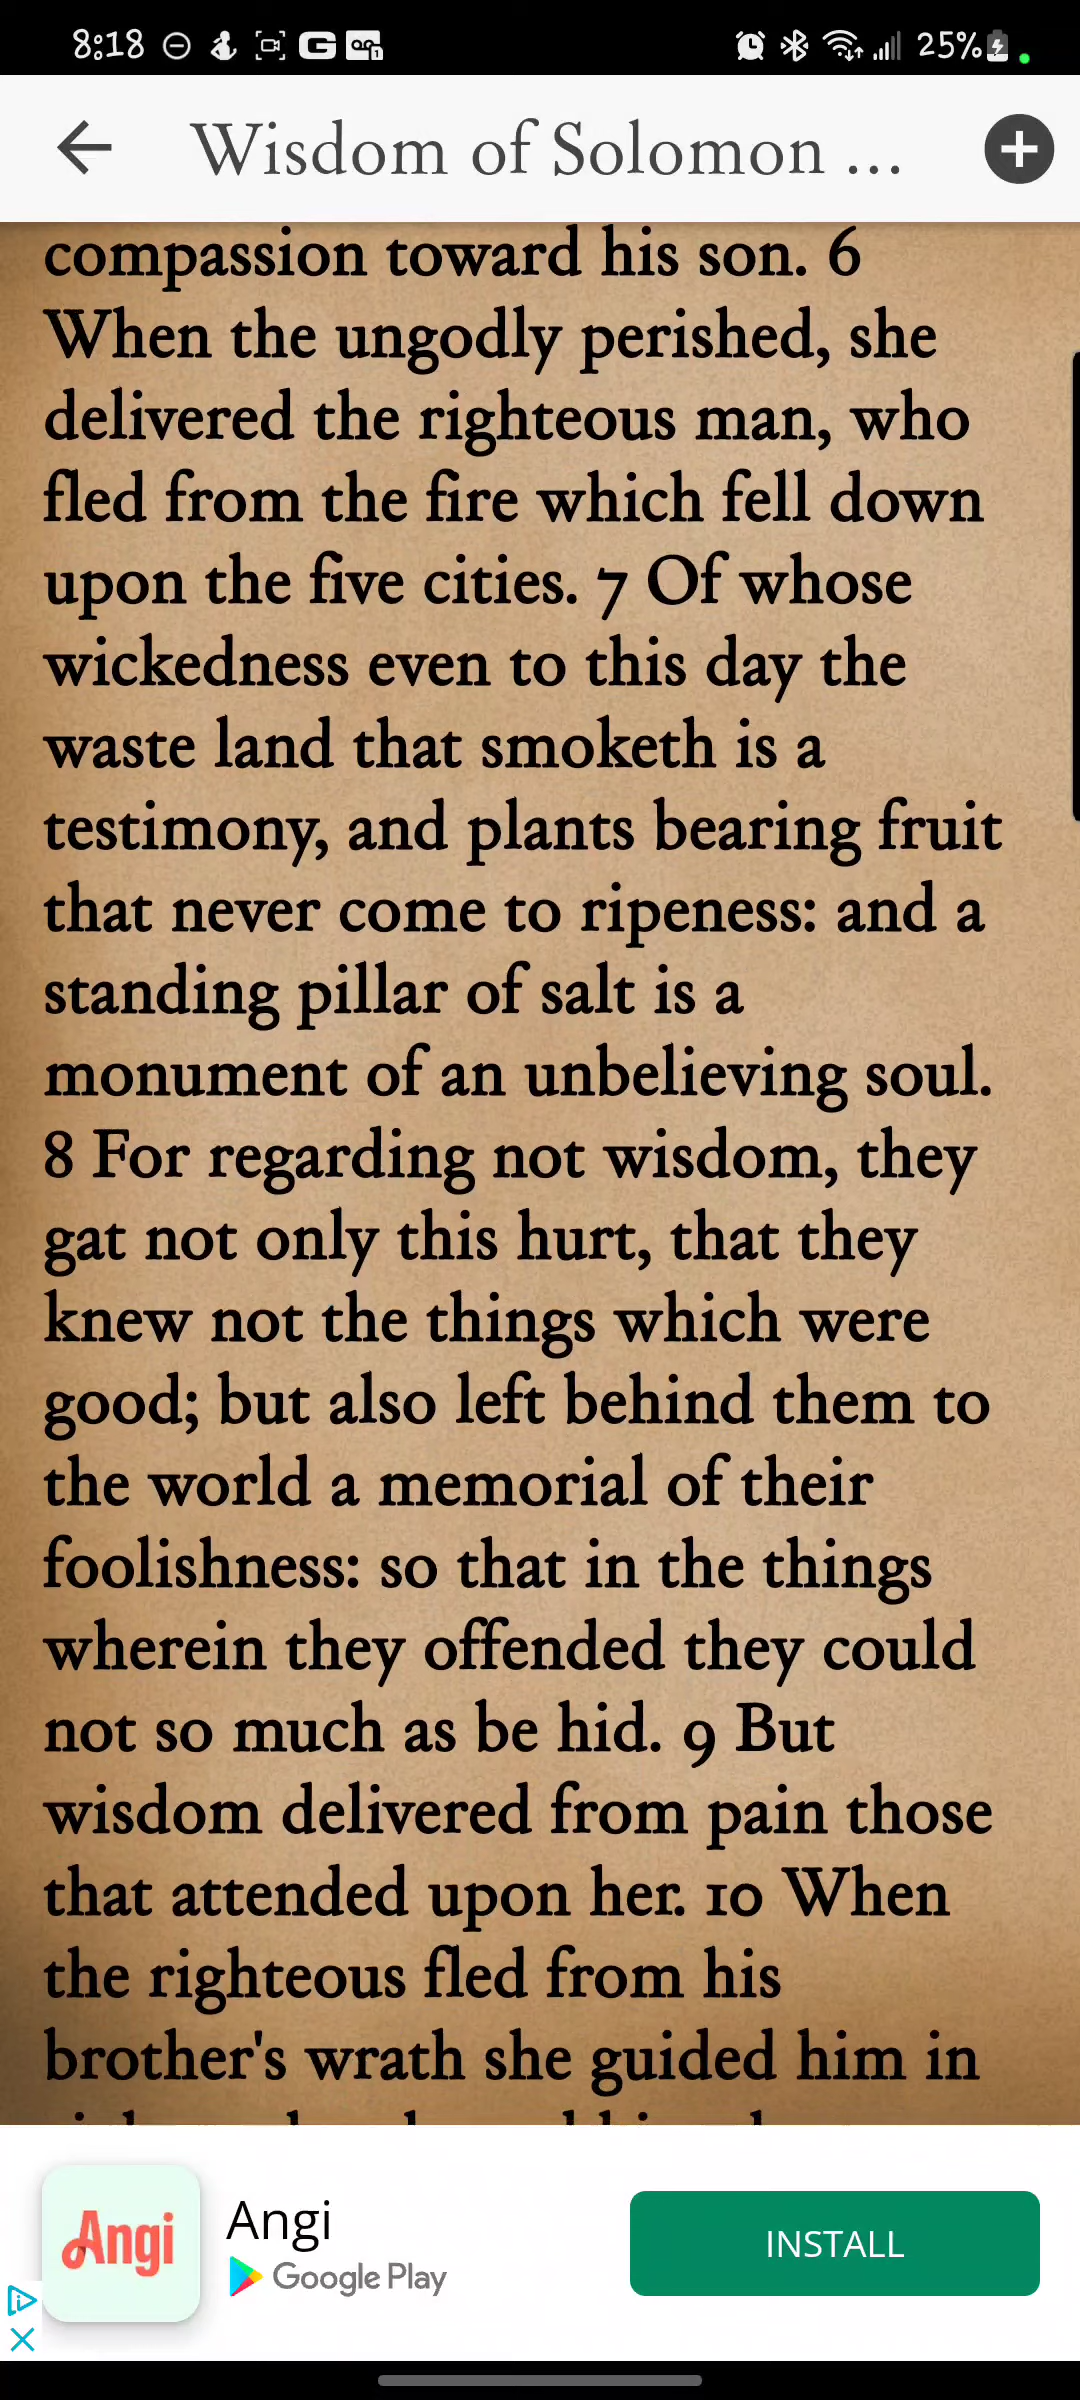 8:18
25%
Wisdom of Solomon ...
compassion toward his son. 6
When the ungodly perished, she
delivered the righteous man, who
fled from the fire which fell down
upon the five cities. 7 Of whose
wickedness even to this day the
waste land that smoketh is a
testimony, and plants bearing fruit
that never come to ripeness: and a
standing pillar of salt is a
monument of an unbelieving soul.
8 For regarding not wisdom, they
gat not only this hurt, that they
knew not the things which were
good; but also left behind them to
the world a memorial of their
foolishness: so that in the things
wherein they offended they could
not so much as be hid. 9 But
wisdom delivered from pain those
that attended upon her. 10 When
the righteous fled from his
brother's wrath she guided him in
Angi
Angi
Google Play
INSTALL